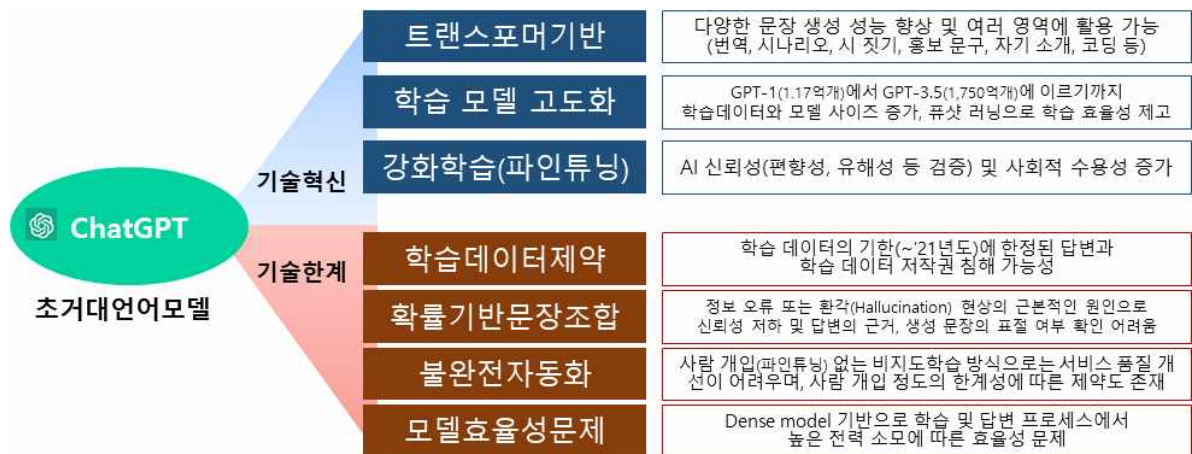 트랜스포머기반
다양한 문장 생성 성능 향상 및 여러 영역에 활용 가능
(번역, 시나리오, 시 짓기, 홍보 문구, 자기 소개, 코딩 등)
학습 모델 고도화
GPT-1(1.17억개)에서 GPT-3.5(1,750억개)에 이르기까지
학습데이터와 모델 사이즈 증가, 퓨샷 러닝으로 학습 효율성 제고
기술혁신
강화학습(파인튜닝)
AI 신뢰성(편향성, 유해성 등 검증) 및 사회적 수용성 증가
ChatGPT
초거대언어모델
기술한계
학습데이터제약
학습 데이터의 기한(~'21년도)에 한정된 답변과
학습 데이터 저작권 침해 가능성
확률기반문장조합
정보 오류 또는 환각(Hallucination) 현상의 근본적인 원인으로
신뢰성 저하 및 답변의 근거, 생성 문장의 표절 여부 확인 어려움
불완전자동화
사람 개입(파인튜닝) 없는 비지도학습 방식으로는 서비스 품질 개
선이 어려우며, 사람 개입 정도의 한계성에 따른 제약도 존재
모델효율성문제
Dense model 기반으로 학습 및 답변 프로세스에서
높은 전력 소모에 따른 효율성 문제